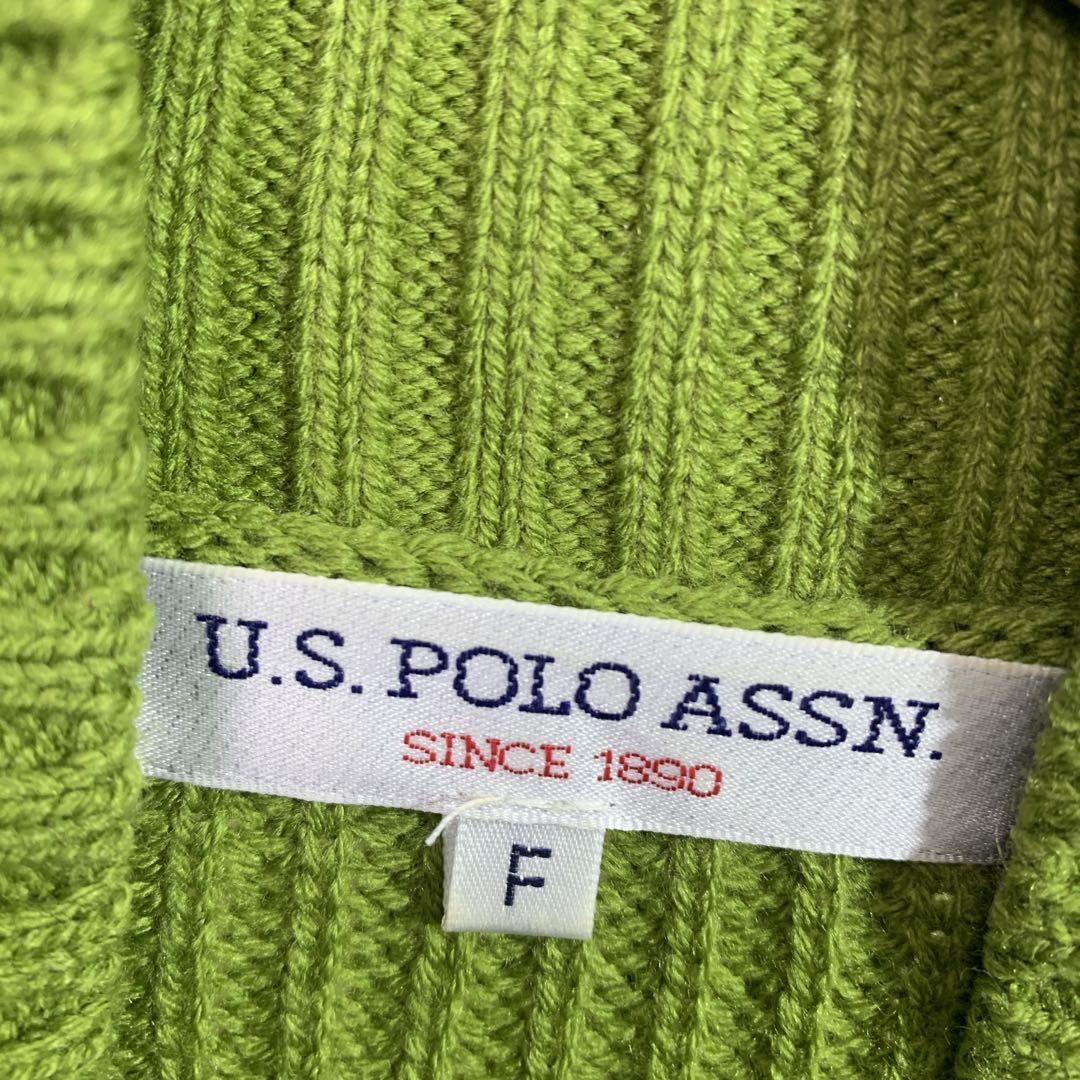 U.S. POLO ASSN.
SINCE 1890
F